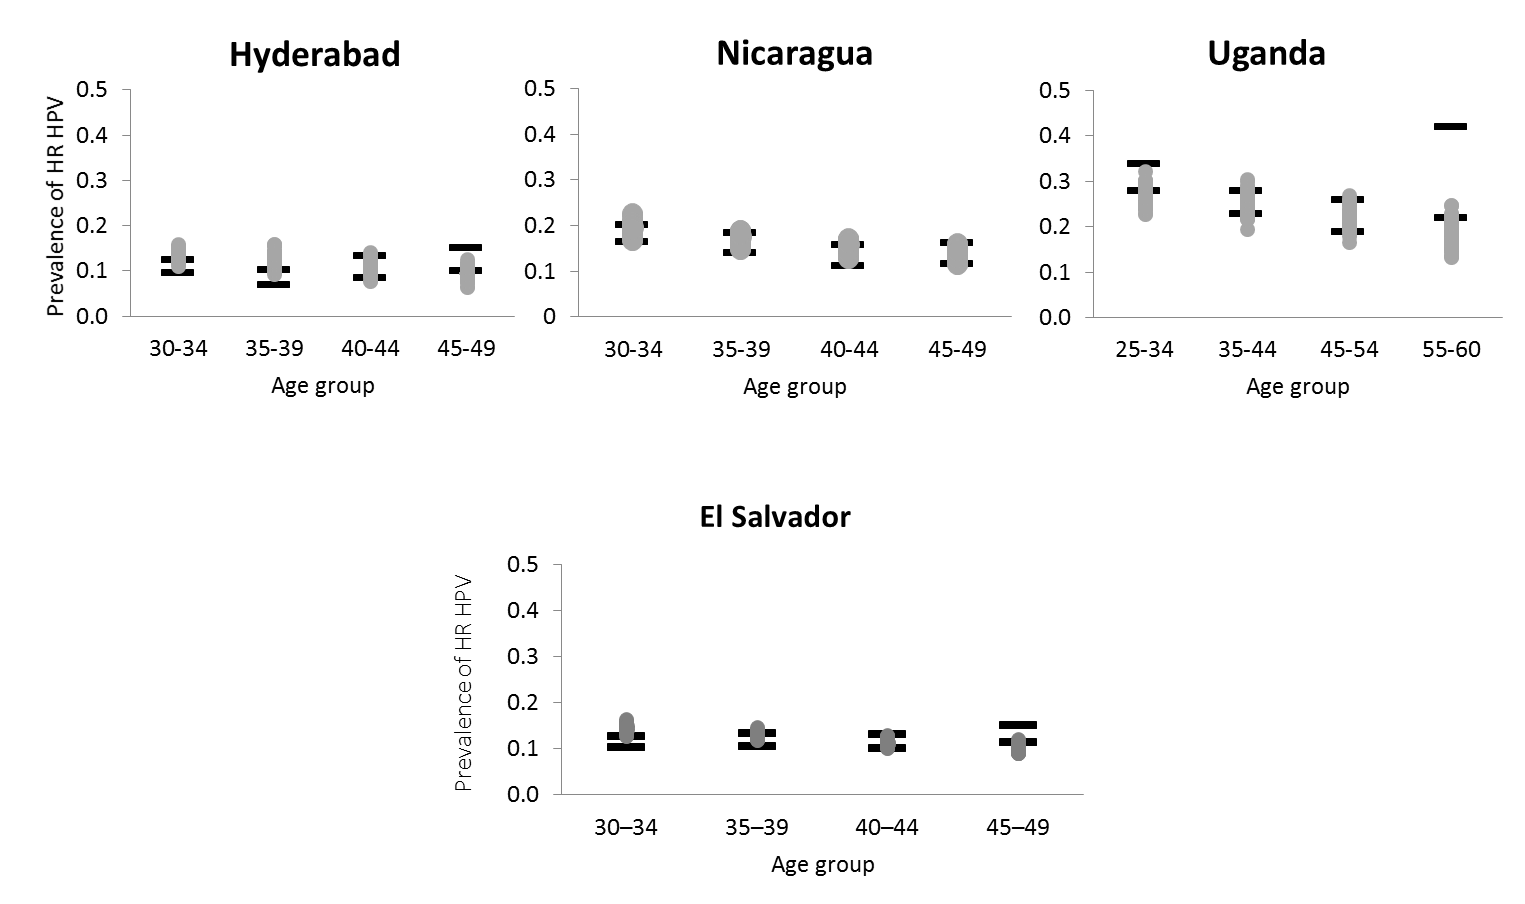 Hyderabad
Prevalence of HR HPV
0.5
0.4
0.3
0.2
0.1
0.0
30-34 35-39 40-44 45-49
Age group
Nicaragua
0.5
0.4
0.3
0.2
0.1
0
30-34 35-39 40-44 45-49
Age group
Uganda
0.5
0.4
0.3
0.2
0.1
0.0
25-34 35-44 45-54 55-60
Age group
El Salvador
Prevalence of HR HPV
0.5
0.4
0.3
0.2
0.1
0.0
30–34 35–39 40–44 45–49
Age group